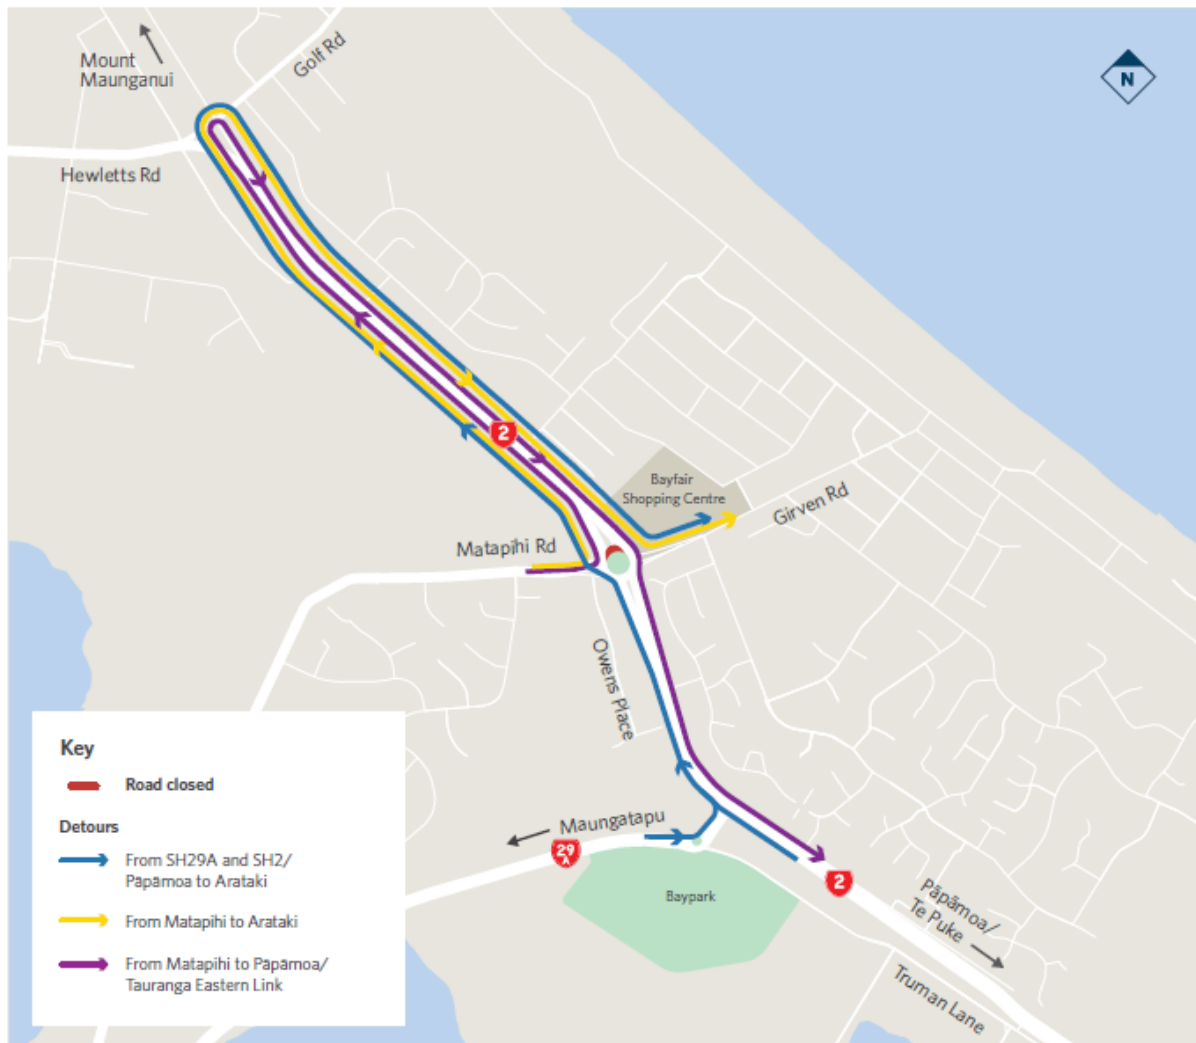 Mount
Maunganui
Golf Rd
N
Hewletts Rd
2
Bayfair
Shopping Centre
Girven Rd
Matapihi Rd
Owens Place
Maungatapu
29
A
2
Baypark
Pāpāmoa/
Te Puke
Truman Lane
Key
Road closed
Detours
From SH29A and SH2/
Pāpāmoa to Arataki
From Matapihi to Arataki
From Matapihi to Pāpāmoa/
Tauranga Eastern Link